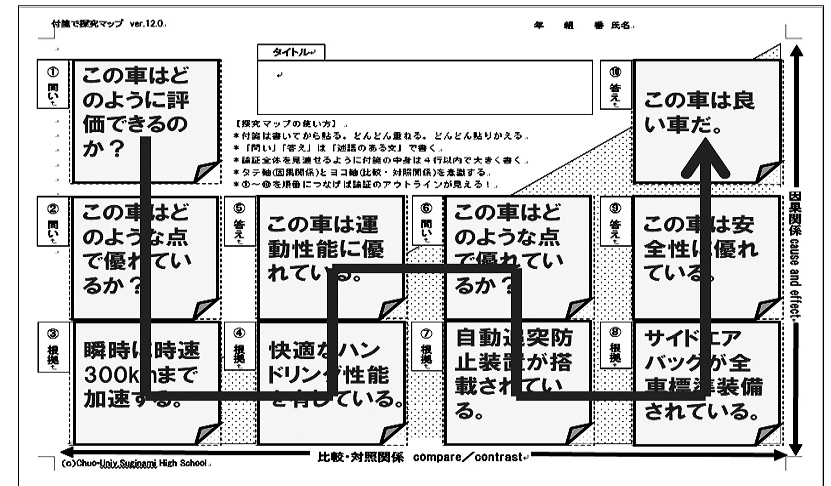 付箋で探究マップ ver.12.0
年 組 番 氏名
タイトル
①
問い
この車はど
のように評
価できるの
か？
⑩
答え
この車は良
い車だ。
【探究マップの使い方】
*付箋は書いてから貼る。どんどん重ねる。どんどん貼りかえる。
*「問い」「答え」は「述語のある文」で書く。
*論証全体を見渡せるように付箋の中身は４行以内で大きく書く。
*タテ軸(因果関係)とヨコ軸(比較・対照関係)を意識する。
*①～⑩を順番につなげば論証のアウトラインが見える！
②
問い
この車はど
のような点
で優れてい
るか？
⑤
答え
この車は運
動性能に優
れている。
⑥
問い
この車はど
のような点
で優れてい
るか？
⑨
答え
この車は安
全性に優れ
ている。
因果関係 cause and effect
③
根拠
瞬時に時速
300kmまで
加速する。
④
根拠
快適なハン
ドリング性能
を有している。
⑦
根拠
自動追突防
止装置が搭
載されてい
る。
⑧
根拠
サイドエア
バッグが全
車標準装備
されている。
比較・対照関係 compare／contrast
(c)Chuo-Univ.Suginami High School